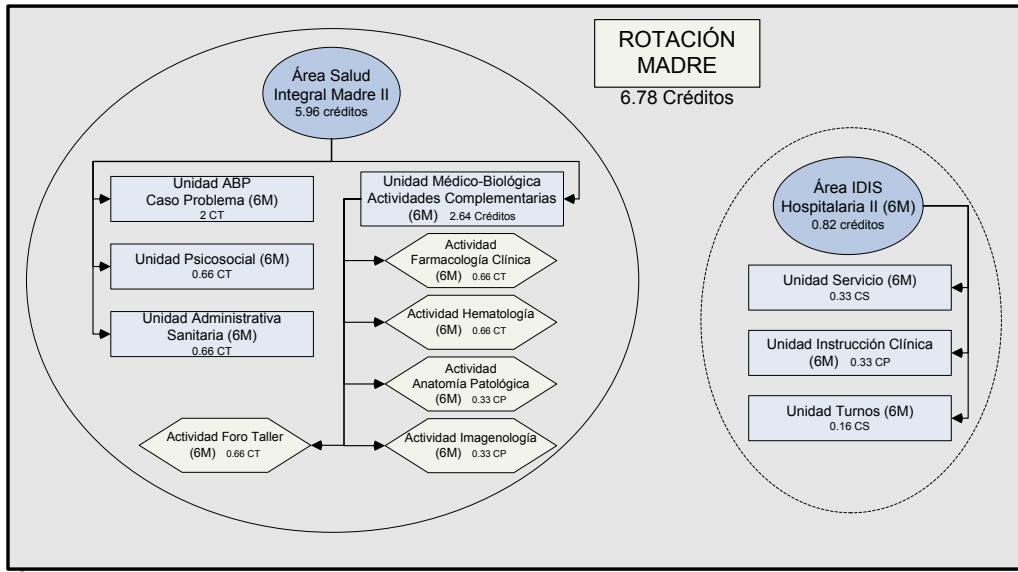 ROTACIÓN
MADRE
6.78 Créditos
Área Salud
Integral Madre II
5.96 créditos
Unidad ABP
Caso Problema (6M)
2 CT
Unidad Psicosocial (6M)
0.66 CT
Unidad Administrativa
Sanitaria (6M)
0.66 CT
Unidad Médico-Biológica
Actividades Complementarias
(6M) 2.64 Créditos
Actividad
Farmacología Clínica
(6M) 0.66 CT
Actividad Hematología
(6M) 0.66 CT
Actividad
Anatomía Patológica
(6M) 0.33 CP
Actividad Imagenología
(6M) 0.33 CP
Actividad Foro Taller
(6M) 0.66 CT
Área IDIS
Hospitalaria II (6M)
0.82 créditos
Unidad Servicio (6M)
0.33 CS
Unidad Instrucción Clínica
(6M) 0.33 CP
Unidad Turnos (6M)
0.16 CS